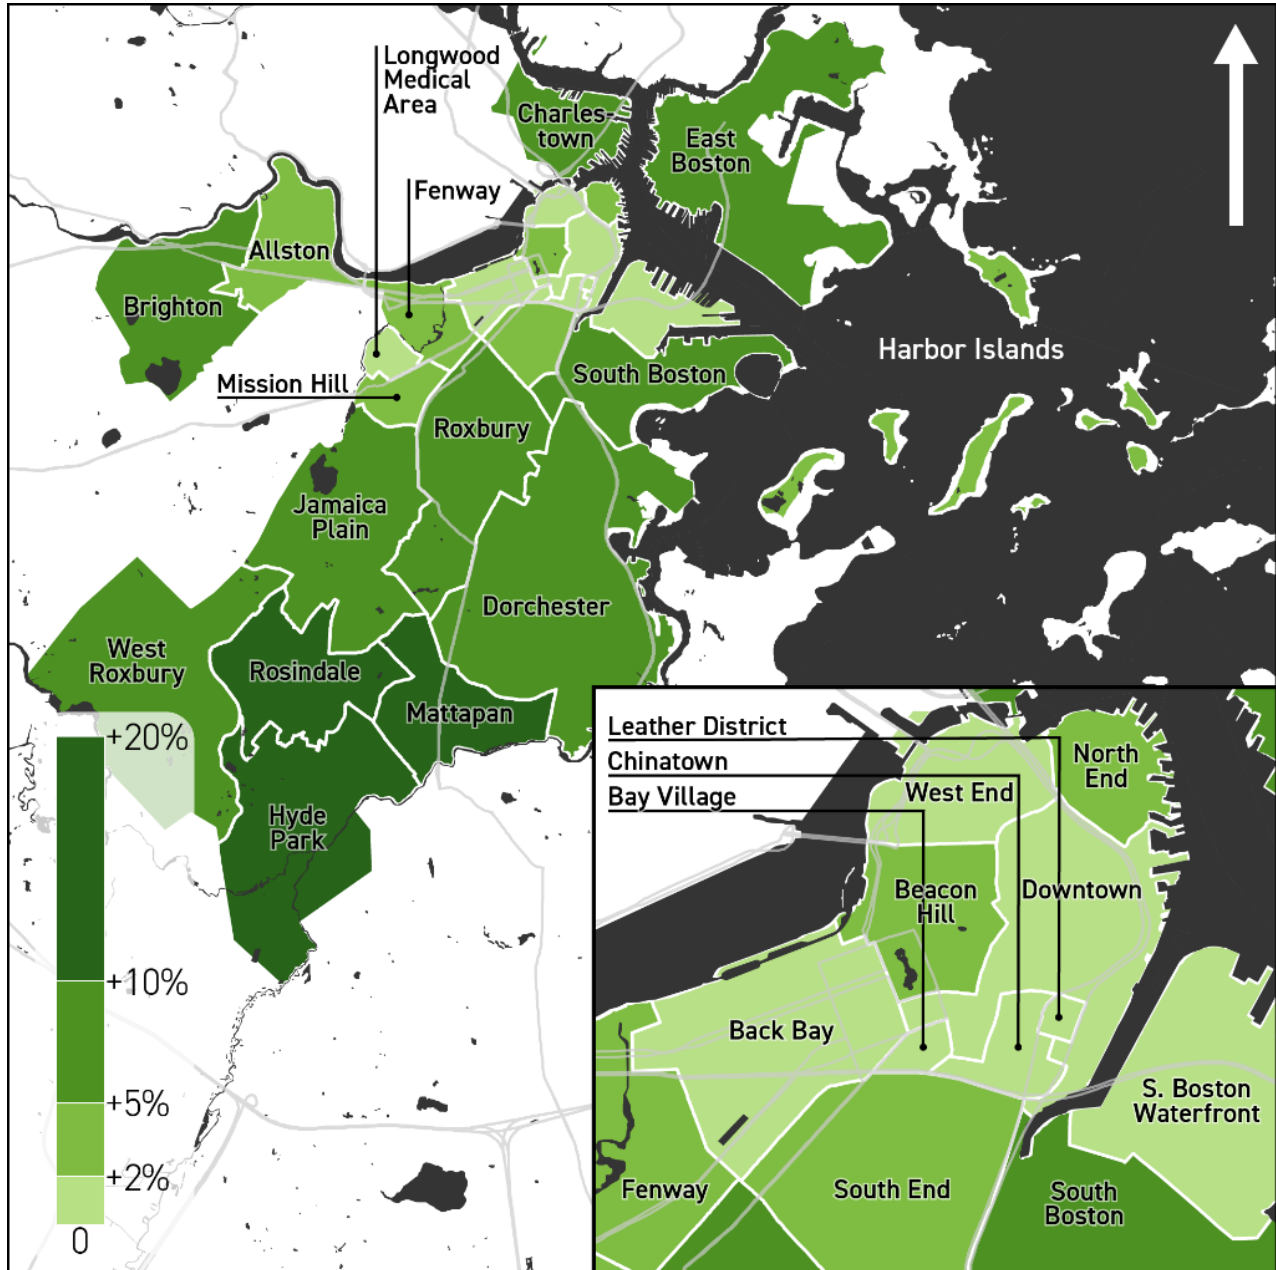 Longwood
Medical
Area
Charles-
town
East
Boston
Fenway
Allston
Brighton
Harbor Islands
Mission Hill
South Boston
Roxbury
Jamaica
Plain
Dorchester
West
Roxbury
Rosindale
Mattapan
Hyde
Park
+20%
+10%
+5%
+2%
0
Leather District
Chinatown
Bay Village
North
End
West End
Beacon
Hill
Downtown
Back Bay
S. Boston
Waterfront
Fenway
South End
South
Boston